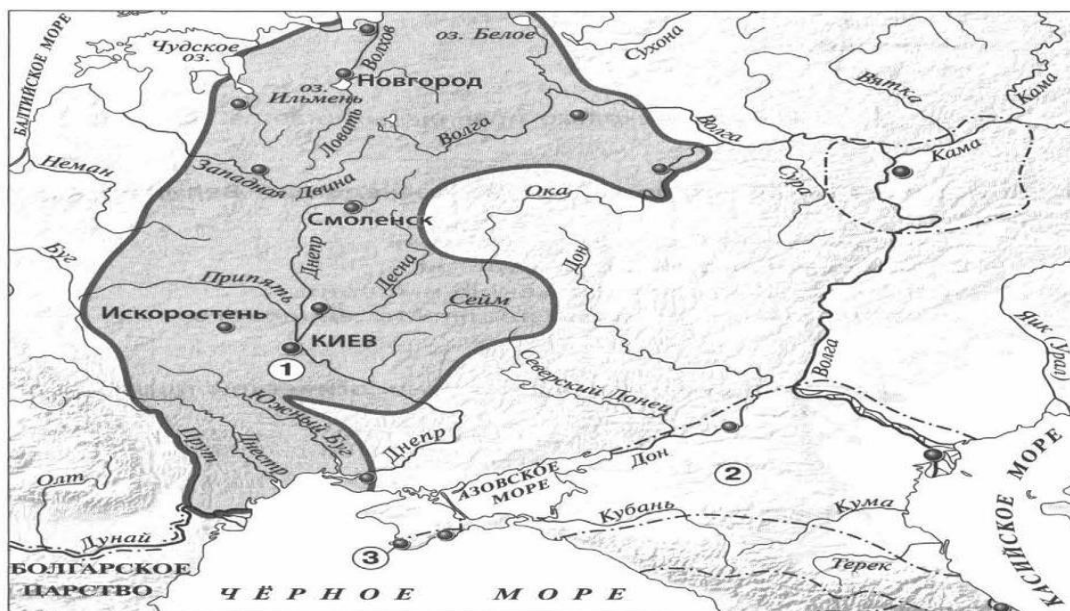 БАЛТИЙСКОЕ МОРЕ
Чудское
оз.
Волхов
оз. Белое
Сухона
Новгород
оз.
Ильмень
Ловать
Волга
Волга
Вятка
Кама
Кама
Сура
Неман
Западная Двина
Смоленск
Ока
Буг
Днепр
Десна
Дон
Припять
Сейм
Искоростень
КИЕВ
1
Северский Донец
Волга
Яик
(Урал)
Южный Буг
Днепр
Прут
Днестр
Олт
Дунай
АЗОВСКОЕ
МОРЕ
Дон
2
Кубань
Кума
Терек
3
БОЛГАРСКОЕ
ЦАРСТВО
ЧЁРНОЕ МОРЕ
КАСИЙСКОЕ МОРЕ